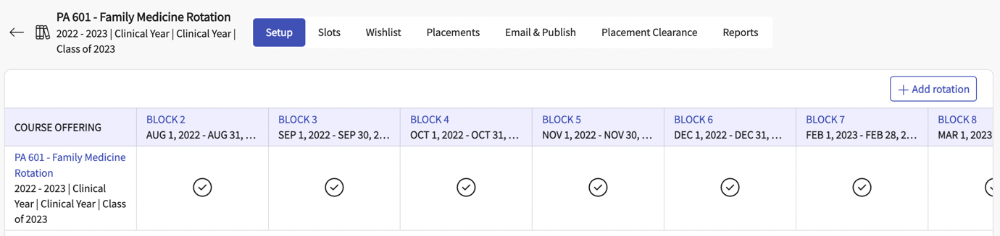 PA 601 - Family Medicine Rotation
2022 - 2023 | Clinical Year | Clinical Year |
Class of 2023
Setup
Slots
Wishlist
Placements
Email & Publish
Placement Clearance
Reports
+ Add rotation
COURSE OFFERING
BLOCK 2
AUG 1, 2022 - AUG 31, ...
BLOCK 3
SEP 1, 2022 - SEP 30, 2...
BLOCK 4
OCT 1, 2022 - OCT 31, ...
BLOCK 5
NOV 1, 2022 - NOV 30, ...
BLOCK 6
DEC 1, 2022 - DEC 31, ...
BLOCK 7
FEB 1, 2023 - FEB 28, 2...
BLOCK 8
MAR 1, 2023
PA 601 - Family Medicine
Rotation
2022 - 2023 | Clinical
Year | Clinical Year | Class
of 2023